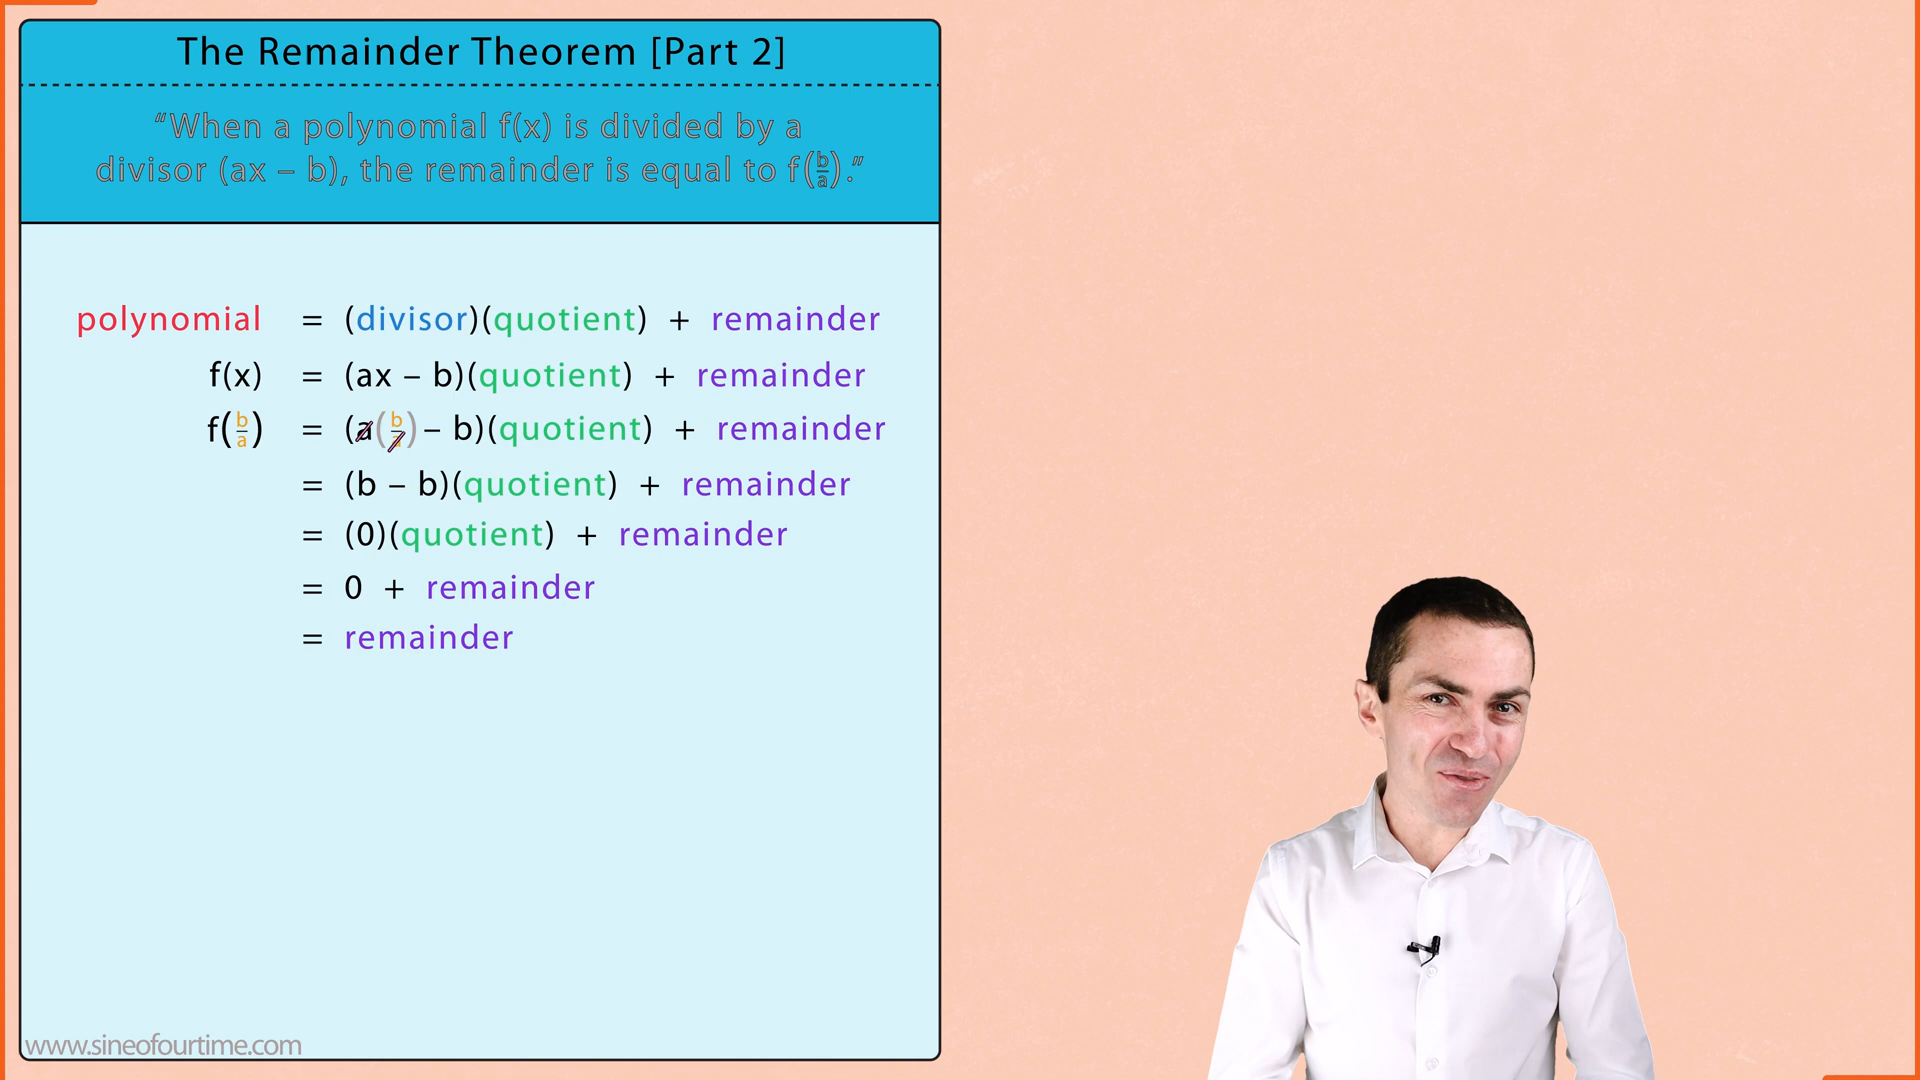 The Remainder Theorem [Part 2]
“When a polynomial f(x) is divided by a
divisor (ax – b), the remainder is equal to f(b/a).”
polynomial = (divisor)(quotient) + remainder
f(x) = (ax – b)(quotient) + remainder
f(b/a) = (a(b/a) – b)(quotient) + remainder
= (b – b)(quotient) + remainder
= (0)(quotient) + remainder
= 0 + remainder
= remainder
www.sineofourtime.com